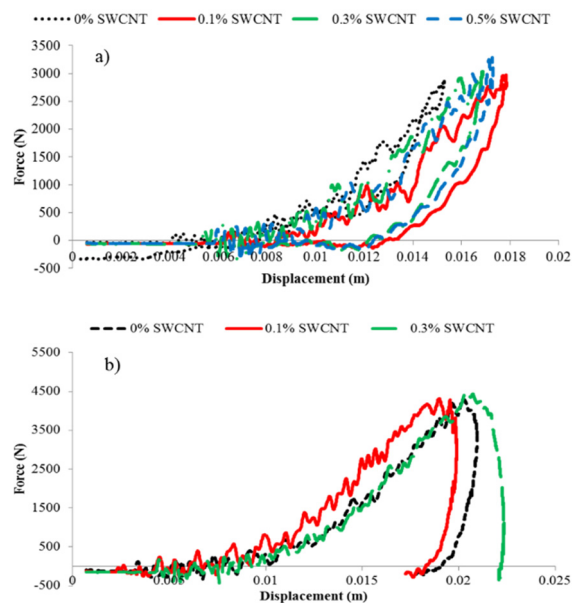 0% SWCNT 0.1% SWCNT 0.3% SWCNT 0.5% SWCNT
a)
3500
3000
2500
2000
1500
1000
500
0
-500
Force (N)
0 0.002 0.004 0.006 0.008 0.01 0.012 0.014 0.016 0.018 0.02
Displacement (m)
0% SWCNT 0.1% SWCNT 0.3% SWCNT
b)
5500
4500
3500
2500
1500
500
-500
Force (N)
0 0.005 0.01 0.015 0.02 0.025
Displacement (m)